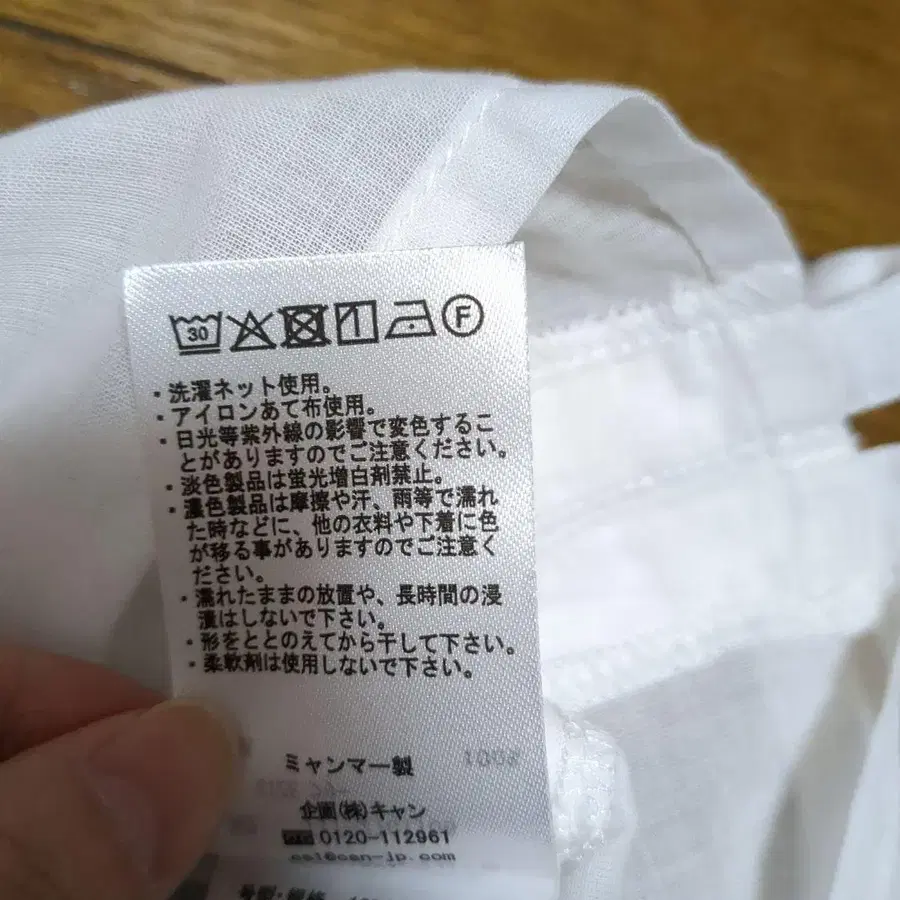 30 F
・洗濯ネット使用。
・アイロンあて布使用。
・日光等紫外線の影響で変色するこ
とがありますのでご注意ください。
・淡色製品は蛍光増白剤禁止。
・濃色製品は摩擦や汗、雨等で濡れ
た時などに、他の衣料や下着に色
が移る事がありますのでご注意く
ださい。
・濡れたままの放置や、長時間の浸
漬はしないで下さい。
・形をととのえてから干して下さい。
・柔軟剤は使用しないで下さい。
ミャンマー製
企画(株)キャン
0120-112961
cs1@can-jp.com